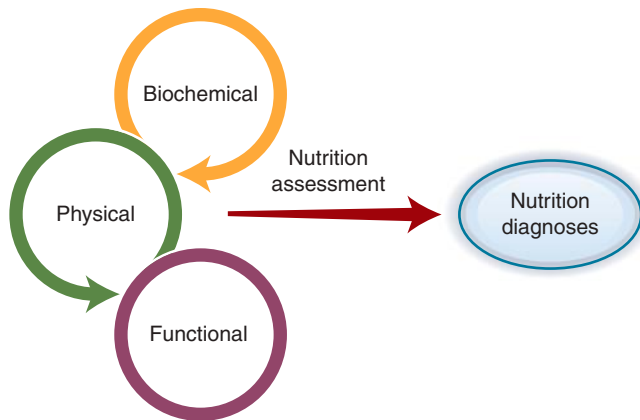 Biochemical
Physical
Functional
Nutrition
assessment
Nutrition
diagnoses